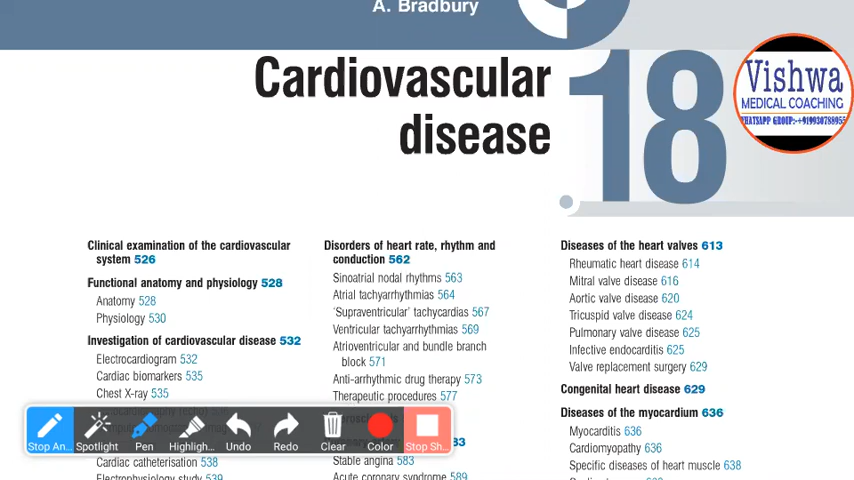 A. Bradbury
Cardiovascular
disease
18
Vishwa
MEDICAL COACHING
WHATSAPP GROUP:-+919930788955
Clinical examination of the cardiovascular
system 526
Functional anatomy and physiology 528
Anatomy 528
Physiology 530
Investigation of cardiovascular disease 532
Electrocardiogram 532
Cardiac biomarkers 535
Chest X-ray 535
Cardiac catheterisation 538
Electrophysiology study 539
Disorders of heart rate, rhythm and
conduction 562
Sinoatrial nodal rhythms 563
Atrial tachyarrhythmias 564
‘Supraventricular’ tachycardias 567
Ventricular tachyarrhythmias 569
Atrioventricular and bundle branch
block 571
Anti-arrhythmic drug therapy 573
Therapeutic procedures 577
Stable angina 583
Acute coronary syndrome 589
Diseases of the heart valves 613
Rheumatic heart disease 614
Mitral valve disease 616
Aortic valve disease 620
Tricuspid valve disease 624
Pulmonary valve disease 625
Infective endocarditis 625
Valve replacement surgery 629
Congenital heart disease 629
Diseases of the myocardium 636
Myocarditis 636
Cardiomyopathy 636
Specific diseases of heart muscle 638
Stop An...
Spotlight
Pen
Highligh...
Undo
Redo
Clear
Color
Stop Sh...